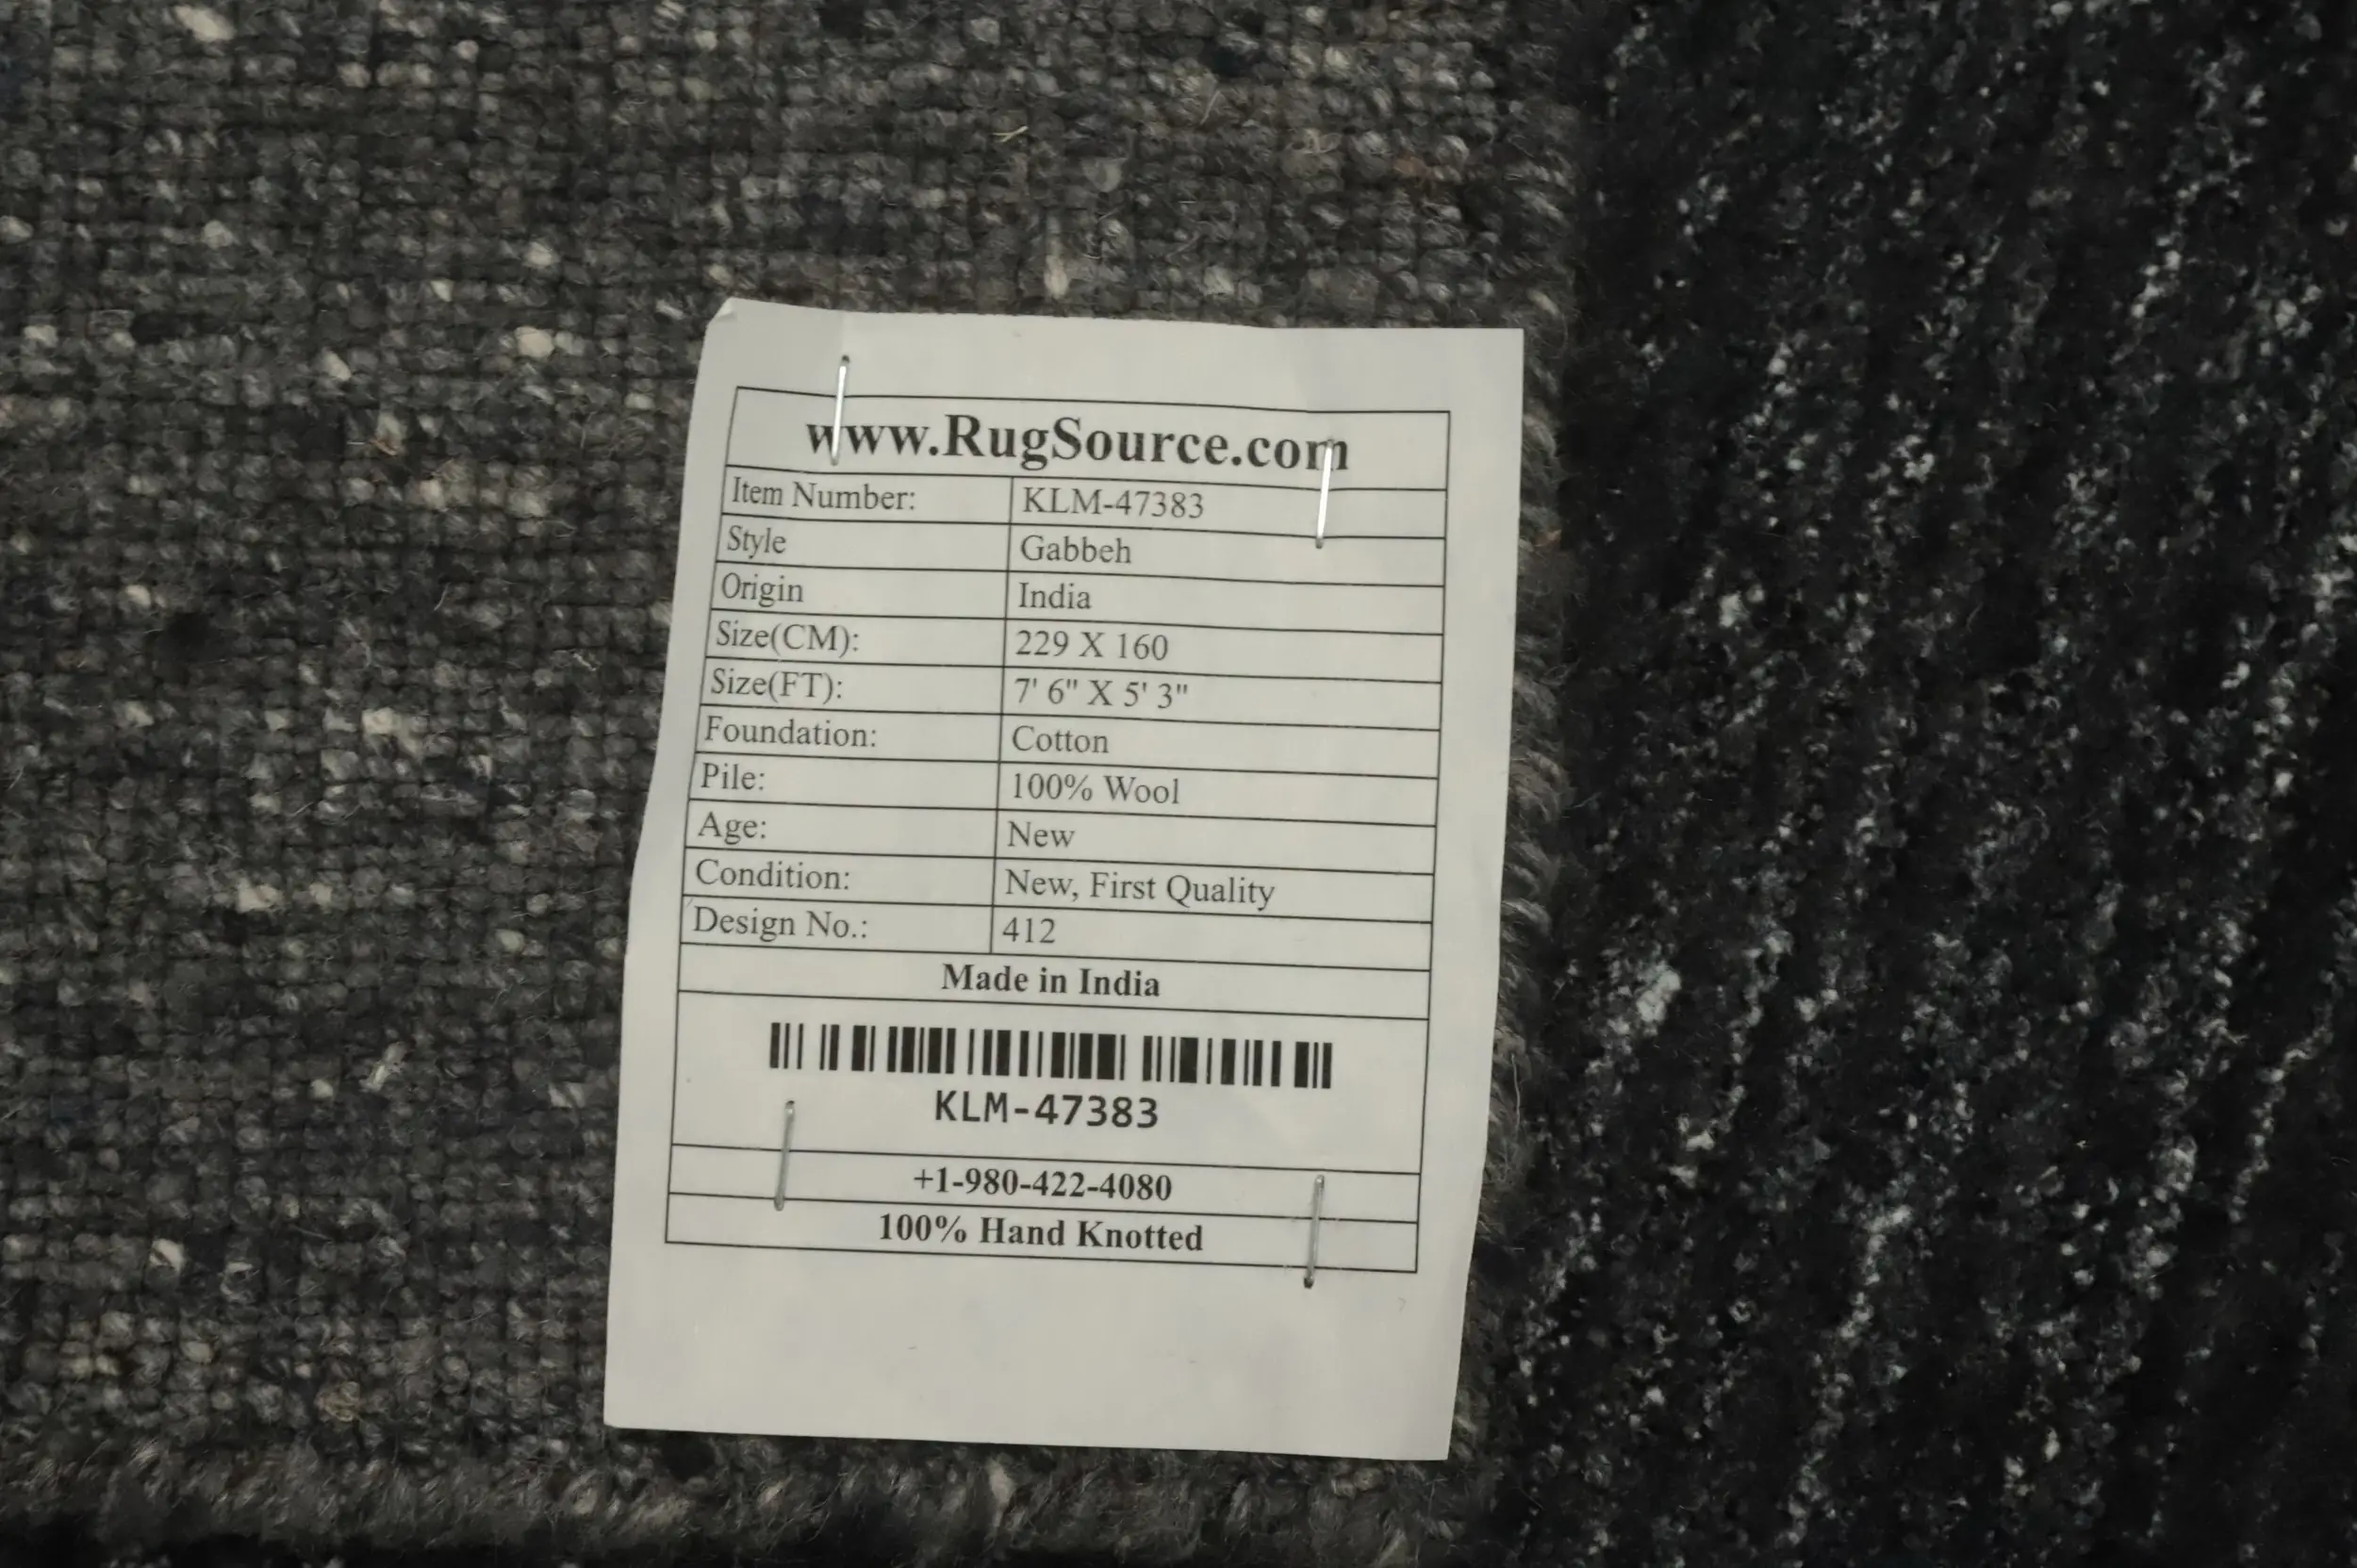 www.RugSource.com
Item Number: KLM-47383
Style Gabbeh
Origin India
Size(CM): 229 X 160
Size(FT): 7' 6" X 5' 3"
Foundation: Cotton
Pile: 100% Wool
Age: New
Condition: New, First Quality
Design No.: 412
Made in India
KLM-47383
+1-980-422-4080
100% Hand Knotted